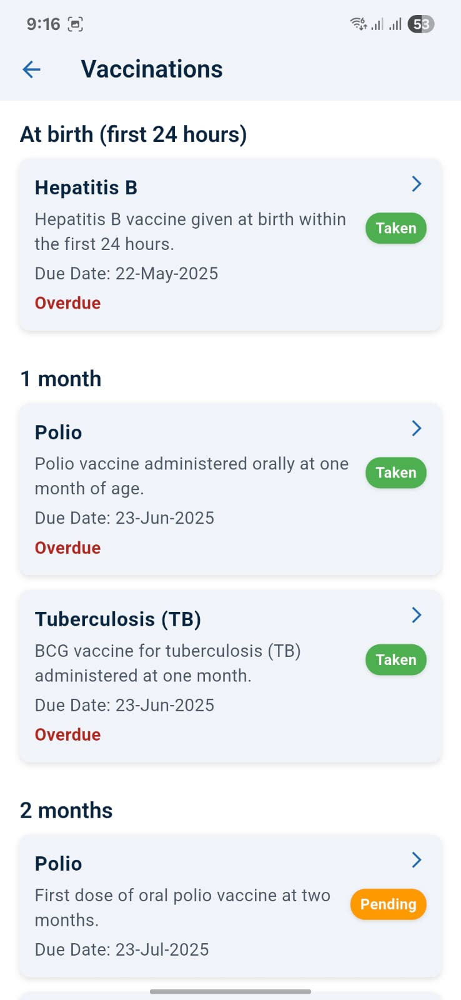 9:16
53
Vaccinations
At birth (first 24 hours)
Hepatitis B
Hepatitis B vaccine given at birth within
the first 24 hours.
Taken
Due Date: 22-May-2025
Overdue
1 month
Polio
Polio vaccine administered orally at one
month of age.
Taken
Due Date: 23-Jun-2025
Overdue
Tuberculosis (TB)
BCG vaccine for tuberculosis (TB)
administered at one month.
Taken
Due Date: 23-Jun-2025
Overdue
2 months
Polio
First dose of oral polio vaccine at two
months.
Pending
Due Date: 23-Jul-2025